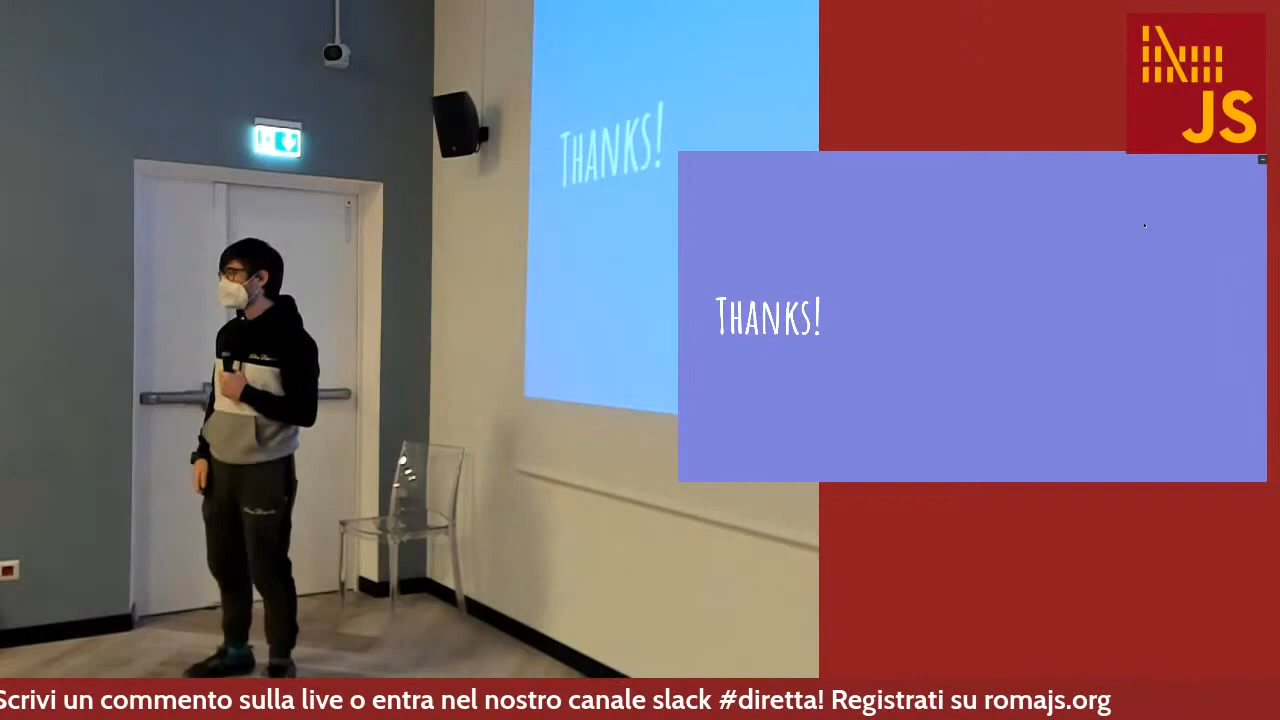 THANKS!
JS
THANKS!
Scrivi un commento sulla live o entra nel nostro canale slack #diretta! Registrati su romajs.org